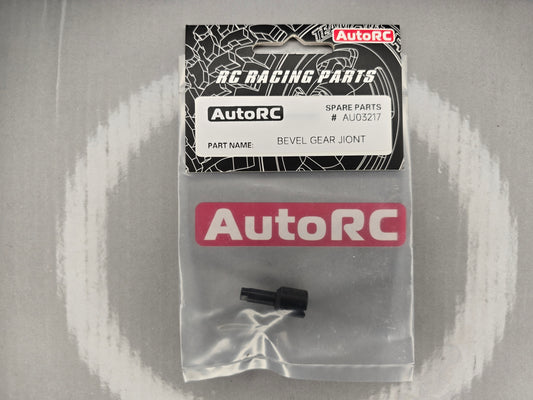 AutoRC
RC RACING PARTS
AutoRC
SPARE PARTS
# AU03217
PART NAME:
BEVEL GEAR JIONT
AutoRC